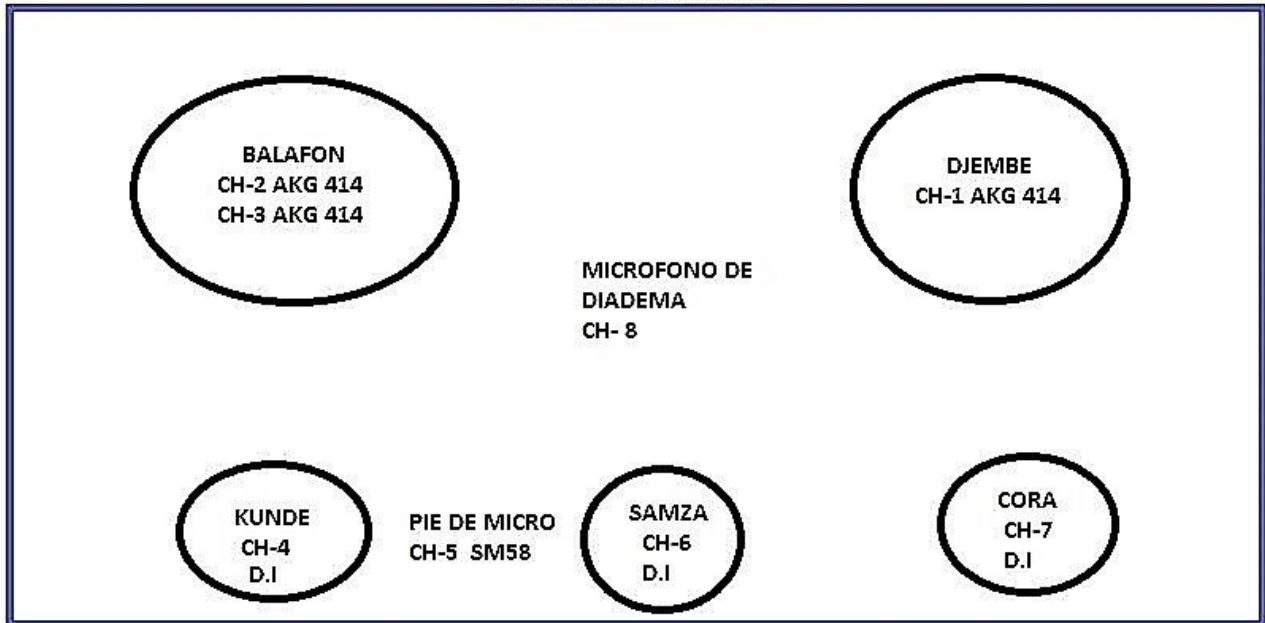 BALAFON
CH-2 AKG 414
CH-3 AKG 414
DJEMBE
CH-1 AKG 414
MICROFONO DE
DIADEMA
CH- 8
KUNDE
CH-4
D.I
PIE DE MICRO
CH-5 SM58
SAMZA
CH-6
D.I
CORA
CH-7
D.I